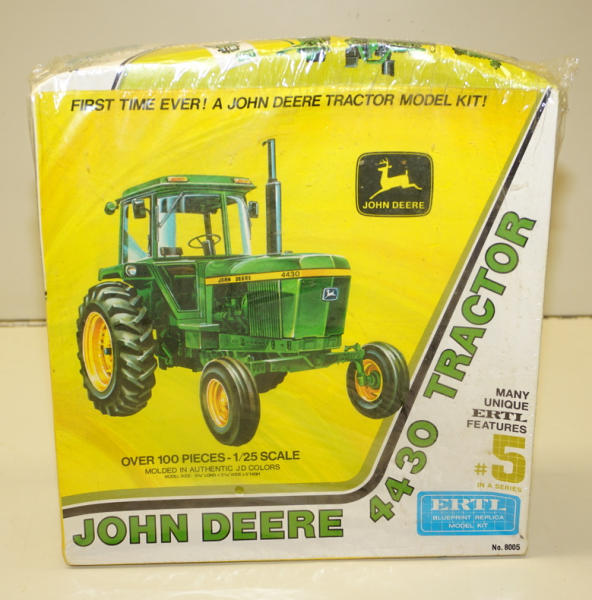 FIRST TIME EVER! A JOHN DEERE TRACTOR MODEL KIT!
JOHN DEERE
JOHN DEERE 4430
OVER 100 PIECES - 1/25 SCALE
MOLDED IN AUTHENTIC J.D COLORS
MODEL SIZE
JOHN DEERE
4430 TRACTOR
MANY
UNIQUE
ERTL
FEATURES
#5
IN A SERIES
ERTL
BLUEPRINT REPLICA
MODEL KIT
No. 8005